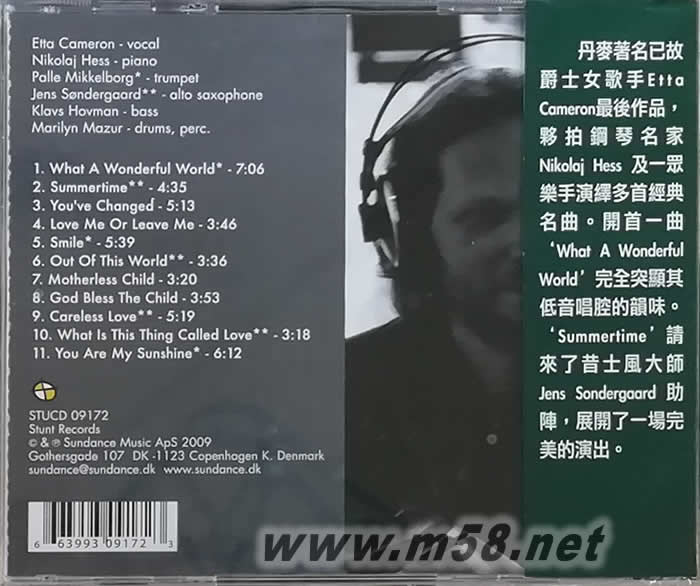 Etta Cameron - vocal
Nikolaj Hess - piano
Palle Mikkelborg* - trumpet
Jens Søndergaard** - alto saxophone
Klavs Hovman - bass
Marilyn Mazur - drums, perc.
1. What A Wonderful World* - 7:06
2. Summertime** - 4:35
3. You've Changed - 5:13
4. Love Me Or Leave Me - 3:46
5. Smile* - 5:39
6. Out Of This World** - 3:36
7. Motherless Child - 3:20
8. God Bless The Child - 3:53
9. Careless Love** - 5:19
10. What Is This Thing Called Love** - 3:18
11. You Are My Sunshine* - 6:12
STUCD 09172
Stunt Records
© & ℗ Sundance Music ApS 2009
Gothersgade 107 DK -1123 Copenhagen K. Denmark
sundance@sundance.dk www.sundance.dk
6 63993 09172 3
丹麥著名已故
爵士女歌手Etta
Cameron最後作品，
夥拍鋼琴名家
Nikolaj Hess 及一眾
樂手演繹多首經典
名曲。開首一曲
‘What A Wonderful
World’完全突顯其
低音唱腔的韻味。
‘Summertime’請
來了昔士風大師
Jens Sondergaard 助
陣，展開了一場完
美的演出。
www.m58.net